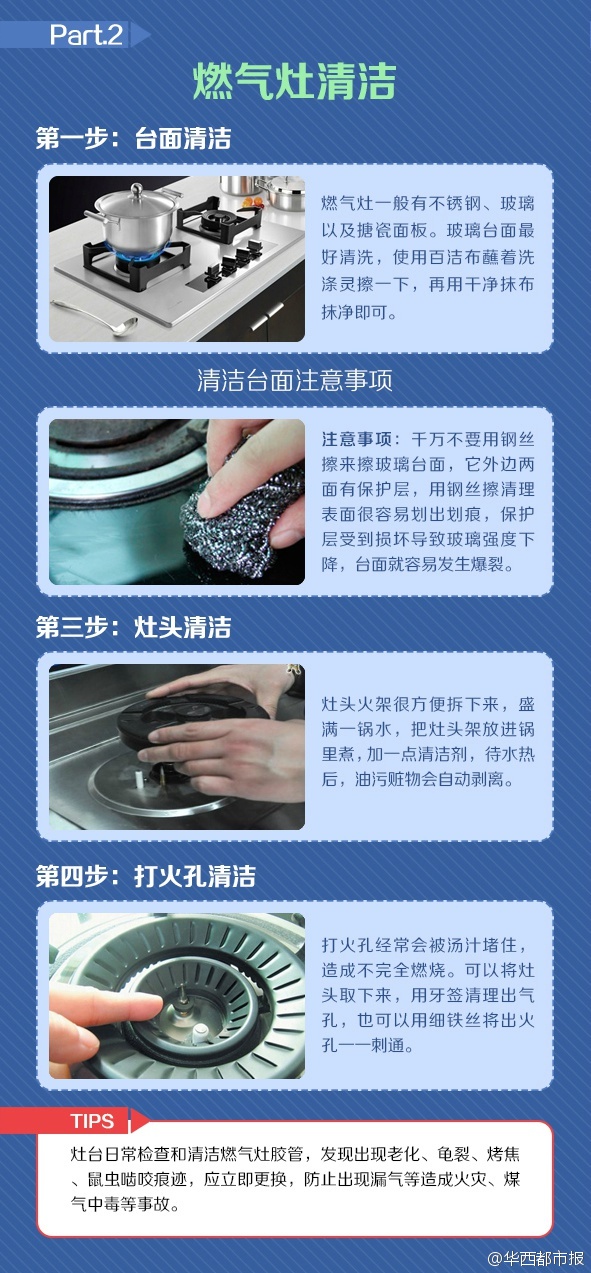 Part.2
燃气灶清洁
第一步：台面清洁
燃气灶一般有不锈钢、玻璃
以及搪瓷面板。玻璃台面最
好清洗，使用百洁布蘸着洗
涤灵擦一下，再用干净抹布
抹净即可。
清洁台面注意事项
注意事项：千万不要用钢丝
擦来擦玻璃台面，它外边两
面有保护层，用钢丝擦清理
表面很容易划出划痕，保护
层受到损坏导致玻璃强度下
降，台面就容易发生爆裂。
第三步：灶头清洁
灶头火架很方便拆下来，盛
满一锅水，把灶头架放进锅
里煮，加一点清洁剂，待水热
后，油污赃物会自动剥离。
第四步：打火孔清洁
打火孔经常会被汤汁堵住，
造成不完全燃烧。可以将灶
头取下来，用牙签清理出气
孔，也可以用细铁丝将出火
孔一一刺通。
TIPS
灶台日常检查和清洁燃气灶胶管，发现出现老化、龟裂、烤焦
、鼠虫啮咬痕迹，应立即更换，防止出现漏气等造成火灾、煤
气中毒等事故。
@华西都市报